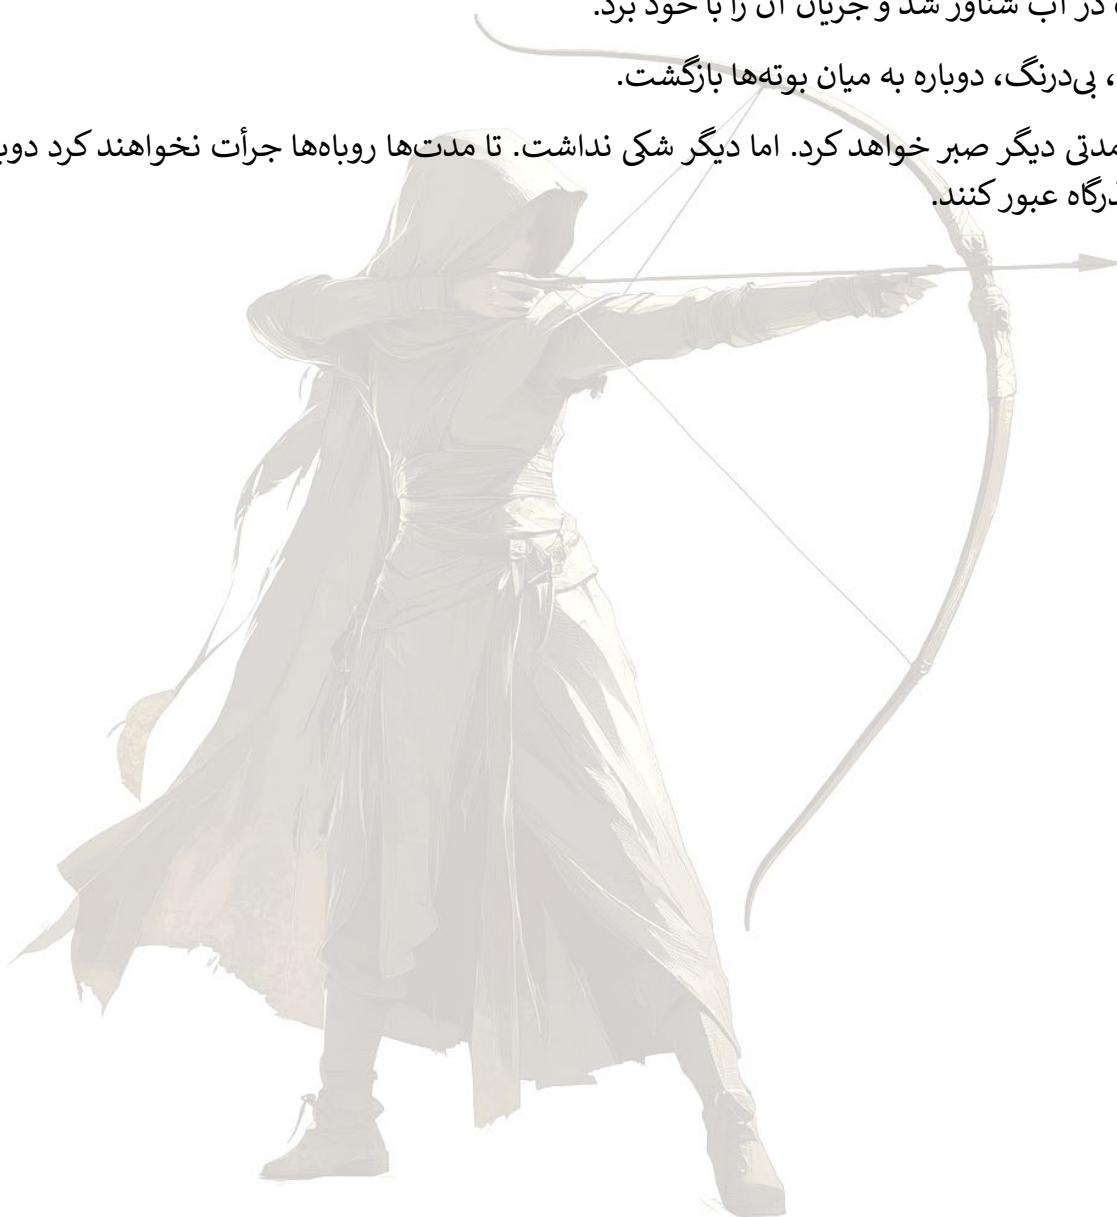 در آب شناور شد و جریان آن را با خود برد.
، بی‌درنگ، دوباره به میان بوته‌ها بازگشت.
مدتی دیگر صبر خواهد کرد. اما دیگر شکی نداشت. تا مدت‌ها روباه‌ها جرأت نخواهند کرد
عبور کنند.